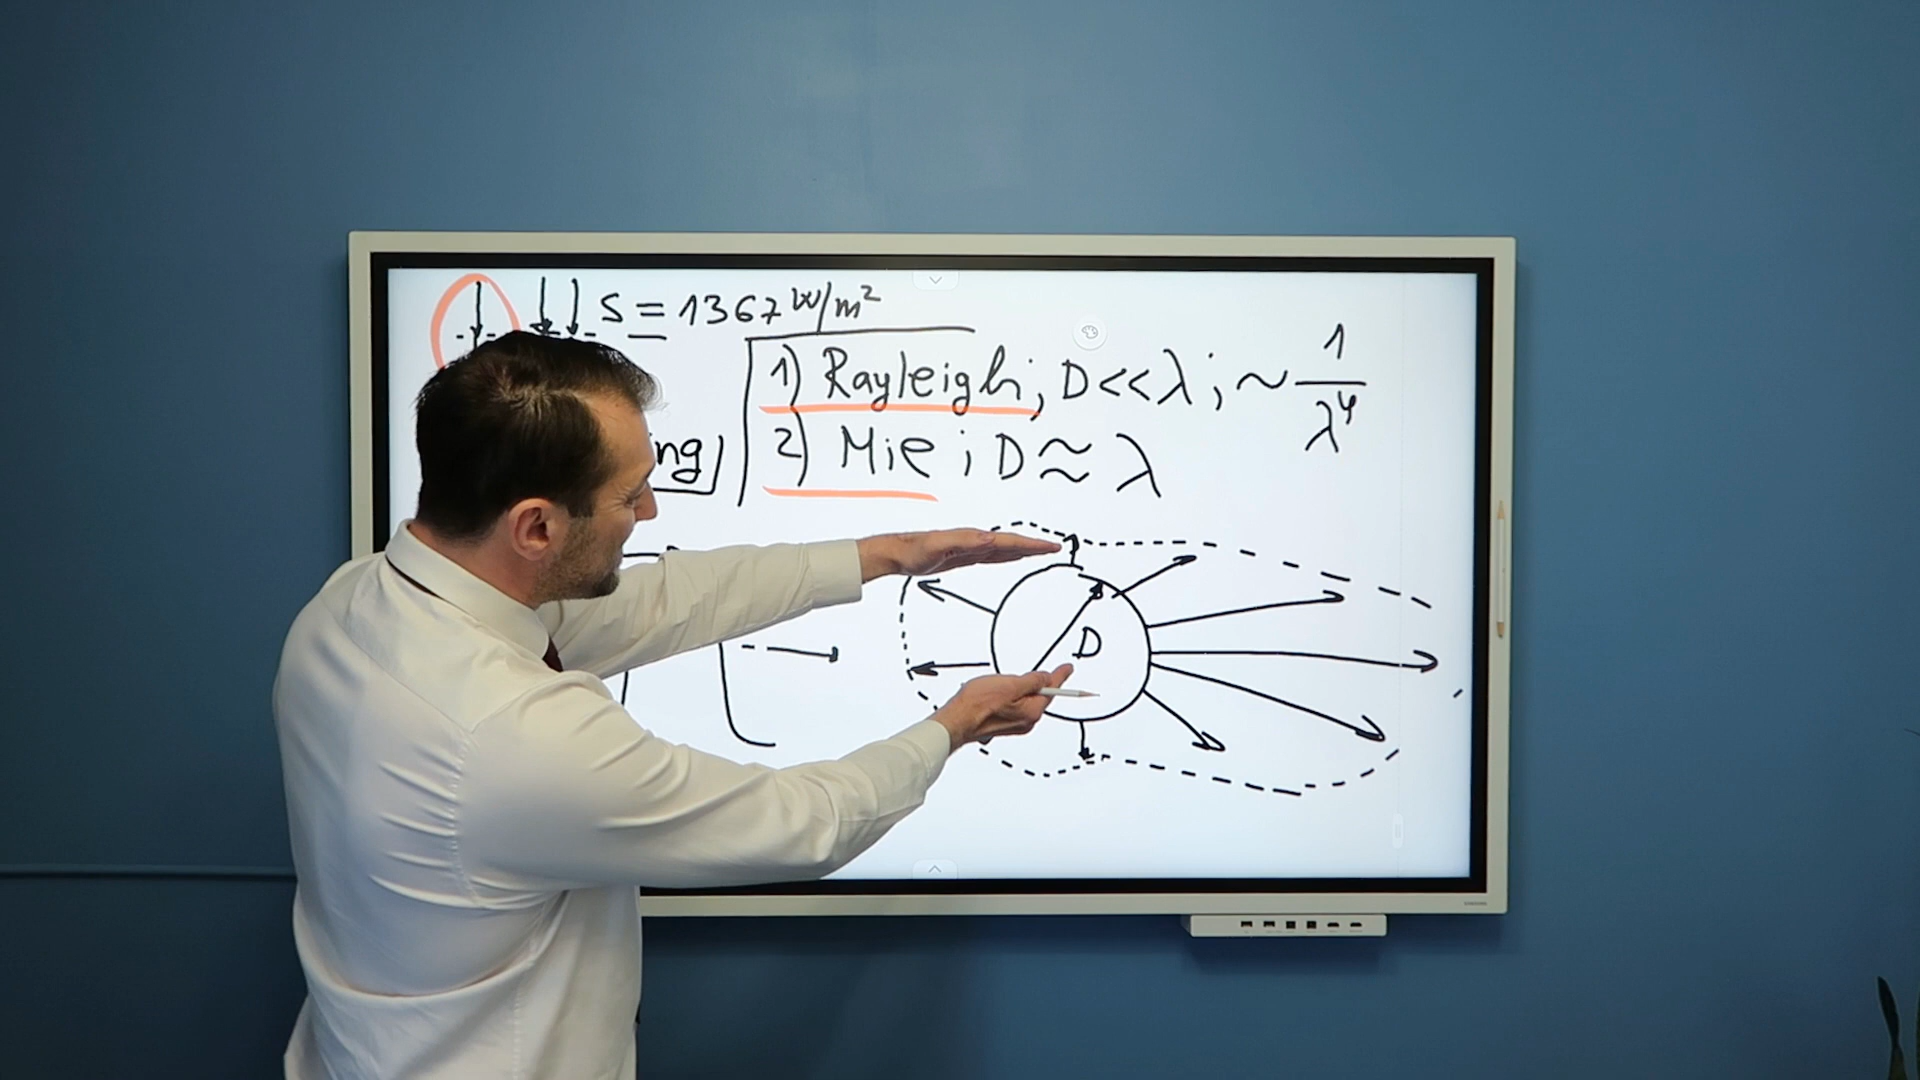 S = 1367 W/m²
1) Rayleigh; D<<λ; ~ 1/λ⁴
ng
2) Mie; D≈λ
D